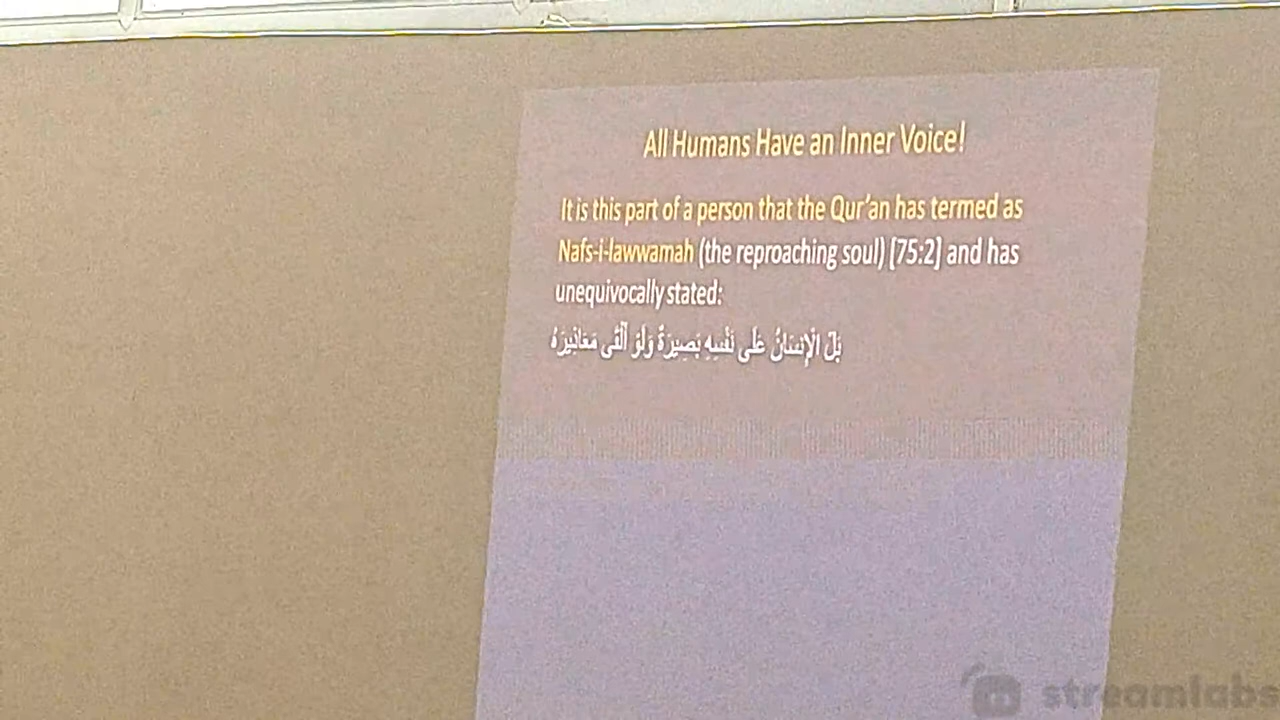 All Humans Have an Inner Voice!
It is this part of a person that the Qur'an has termed as
Nafs-i-lawwamah (the reproaching soul) [75:2] and has
unequivocally stated:
بَلِ الْإِنسَانُ عَلَى نَفْسِهِ بَصِيرَةٌ وَلَوْ أَلْقَى مَعَاذِيرَهُ
streamlabs